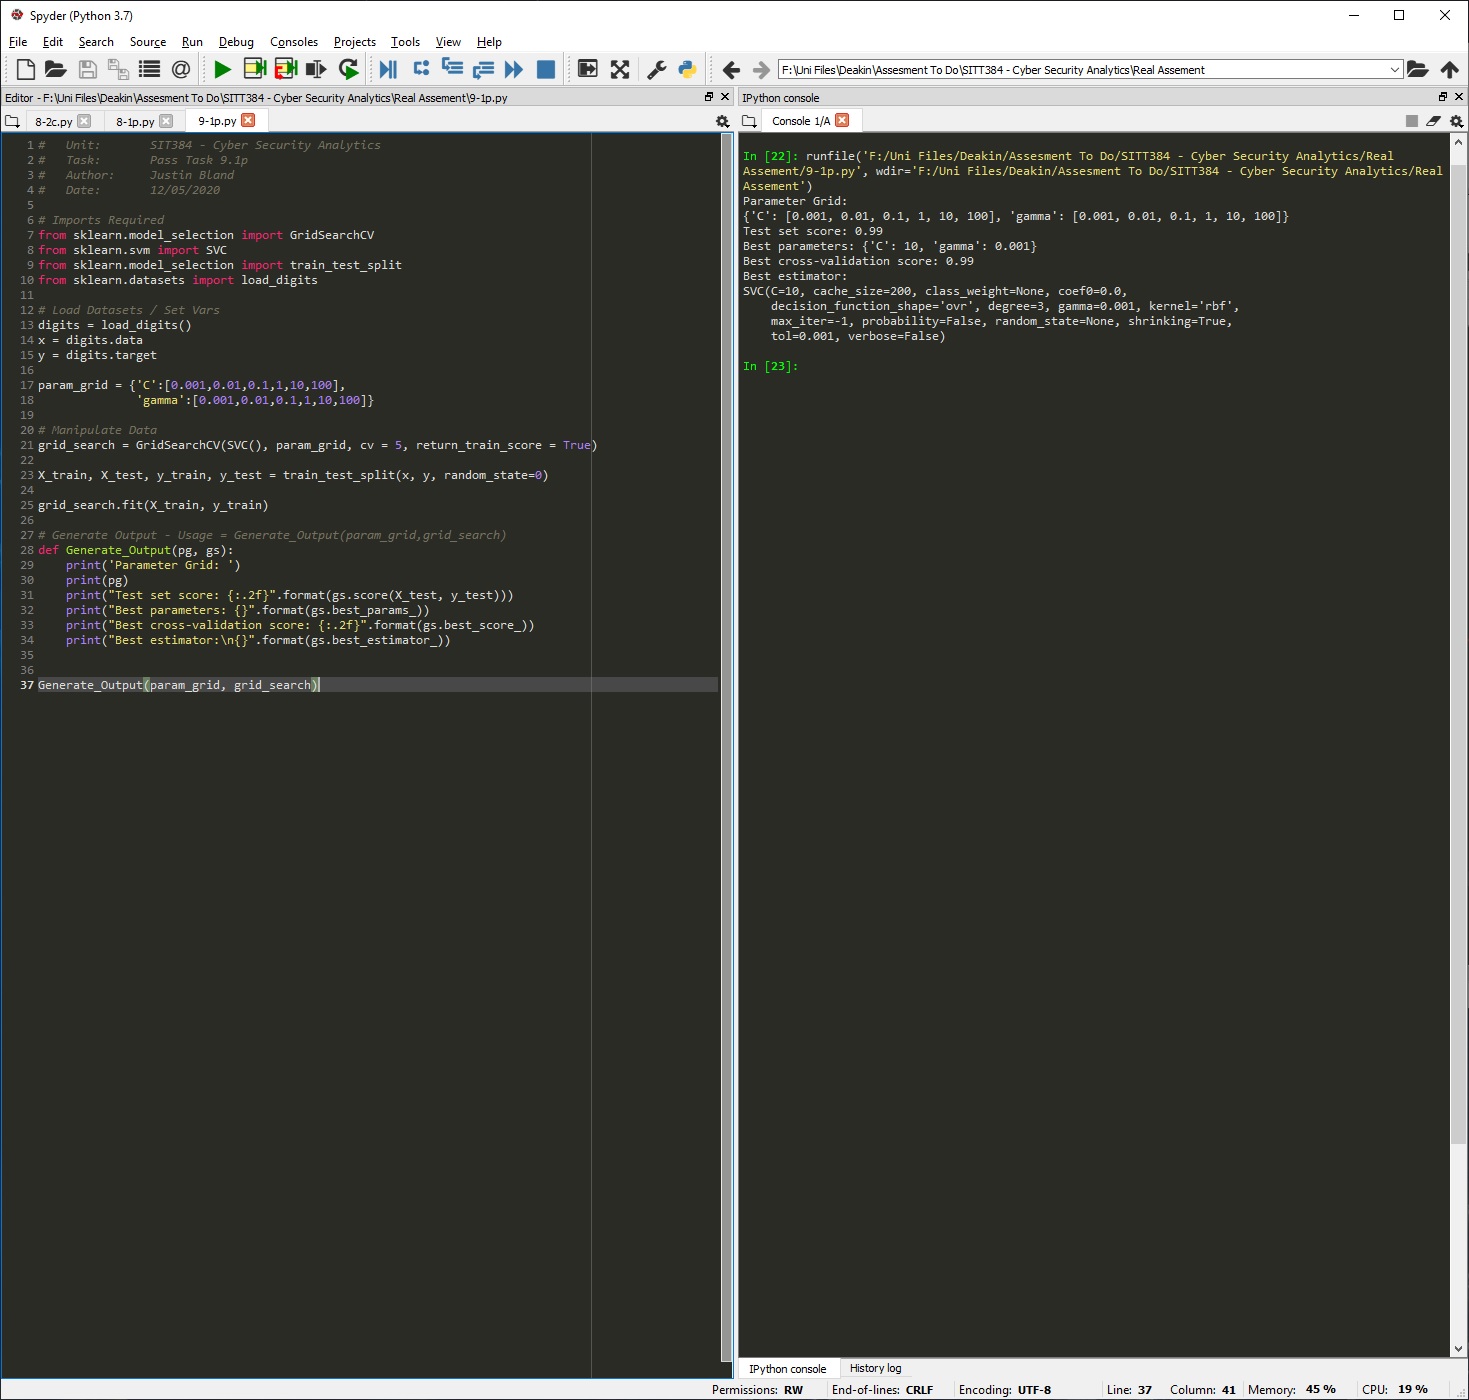 Spyder (Python 3.7)
File Edit Search Source Run Debug Consoles Projects Tools View Help
F:\Uni Files\Deakin\Assesment To Do\SITT384 - Cyber Security Analytics\Real Assement
Editor - F:\Uni Files\Deakin\Assesment To Do\SITT384 - Cyber Security Analytics\Real Assement\9-1p.py
8-2c.py 8-1p.py 9-1p.py
1 #   Unit:     SIT384 - Cyber Security Analytics
2 #   Task:     Pass Task 9.1p
3 #   Author:     Justin Bland
4 #   Date:     12/05/2020
5
6 # Imports Required
7 from sklearn.model_selection import GridSearchCV
8 from sklearn.svm import SVC
9 from sklearn.model_selection import train_test_split
10 from sklearn.datasets import load_digits
11
12 # Load Datasets / Set Vars
13 digits = load_digits()
14 x = digits.data
15 y = digits.target
16
17 param_grid = {'C':[0.001,0.01,0.1,1,10,100],
18               'gamma':[0.001,0.01,0.1,1,10,100]}
19
20 # Manipulate Data
21 grid_search = GridSearchCV(SVC(), param_grid, cv = 5, return_train_score = True)
22
23 X_train, X_test, y_train, y_test = train_test_split(x, y, random_state=0)
24
25 grid_search.fit(X_train, y_train)
26
27 # Generate Output - Usage = Generate_Output(param_grid,grid_search)
28 def Generate_Output(pg, gs):
29     print('Parameter Grid: ')
30     print(pg)
31     print("Test set score: {:.2f}".format(gs.score(X_test, y_test)))
32     print("Best parameters: {}".format(gs.best_params_))
33     print("Best cross-validation score: {:.2f}".format(gs.best_score_))
34     print("Best estimator:\n{}".format(gs.best_estimator_))
35
36
37 Generate_Output(param_grid, grid_search)
IPython console
Console 1/A
In [22]: runfile('F:/Uni Files/Deakin/Assesment To Do/SITT384 - Cyber Security Analytics/Real
Assement/9-1p.py', wdir='F:/Uni Files/Deakin/Assesment To Do/SITT384 - Cyber Security Analytics/Real
Assement')
Parameter Grid:
{'C': [0.001, 0.01, 0.1, 1, 10, 100], 'gamma': [0.001, 0.01, 0.1, 1, 10, 100]}
Test set score: 0.99
Best parameters: {'C': 10, 'gamma': 0.001}
Best cross-validation score: 0.99
Best estimator:
SVC(C=10, cache_size=200, class_weight=None, coef0=0.0,
    decision_function_shape='ovr', degree=3, gamma=0.001, kernel='rbf',
    max_iter=-1, probability=False, random_state=None, shrinking=True,
    tol=0.001, verbose=False)
In [23]:
IPython console History log
Permissions: RW End-of-lines: CRLF Encoding: UTF-8 Line: 37 Column: 41 Memory: 45 % CPU: 19 %